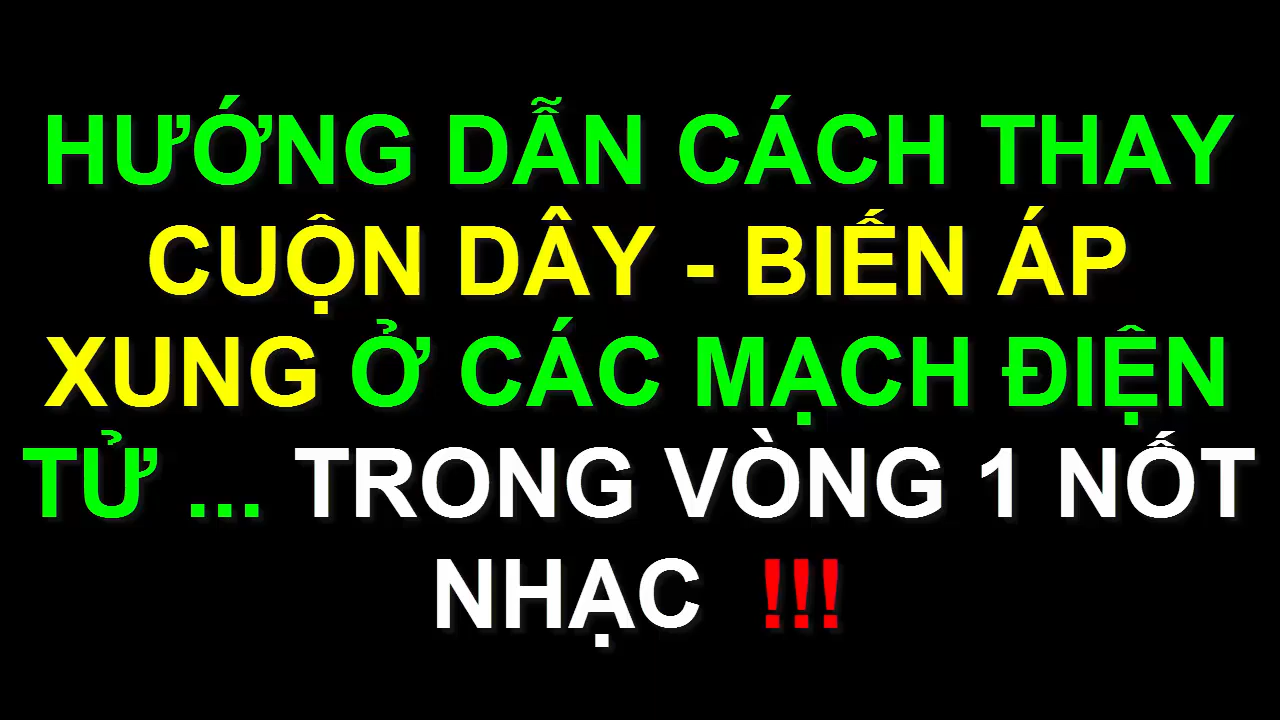 HƯỚNG DẪN CÁCH THAY
CUỘN DÂY - BIẾN ÁP
XUNG Ở CÁC MẠCH ĐIỆN
TỬ ... TRONG VÒNG 1 NỐT
NHẠC !!!